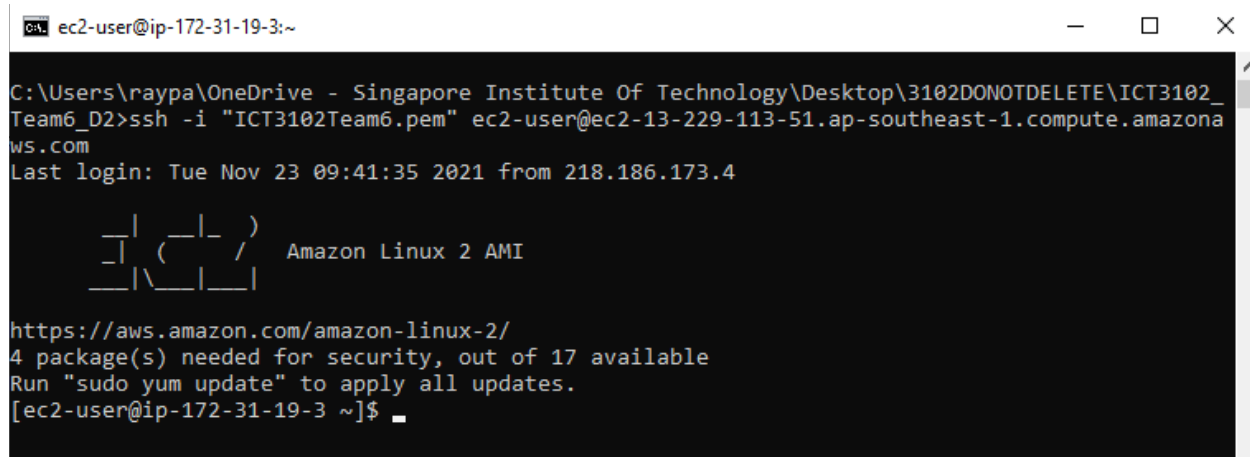 ec2-user@ip-172-31-19-3:~
C:\Users\raypa\OneDrive - Singapore Institute Of Technology\Desktop\3102DONOTDELETE\ICT3102_
Team6_D2>ssh -i "ICT3102Team6.pem" ec2-user@ec2-13-229-113-51.ap-southeast-1.compute.amazona
ws.com
Last login: Tue Nov 23 09:41:35 2021 from 218.186.173.4
       __|  __|_  )
       _|  (     /   Amazon Linux 2 AMI
      ___|\___|___|
https://aws.amazon.com/amazon-linux-2/
4 package(s) needed for security, out of 17 available
Run "sudo yum update" to apply all updates.
[ec2-user@ip-172-31-19-3 ~]$ _